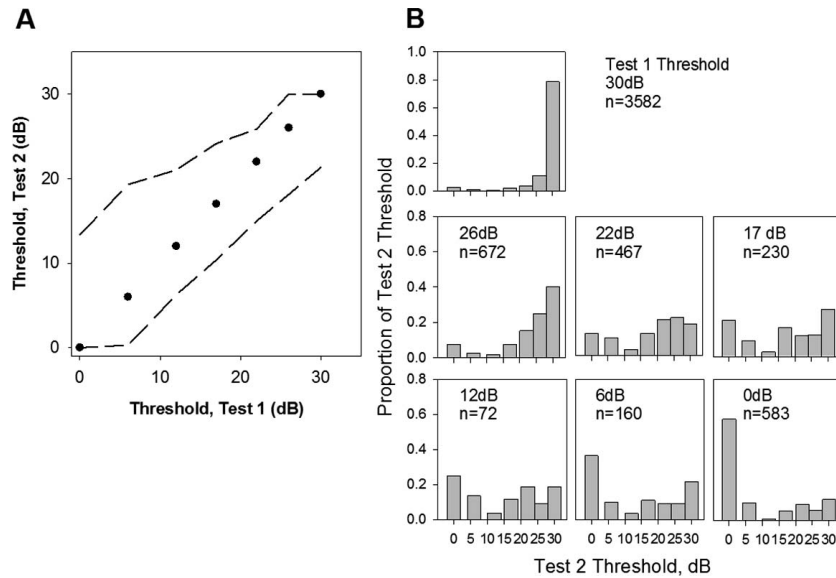 A
B
Threshold, Test 2 (dB)
30
20
10
0
0
10
20
30
Threshold, Test 1 (dB)
Proportion of Test 2 Threshold
1.0
0.8
0.6
0.4
0.2
0.0
Test 1 Threshold
30dB
n=3582
0.8
0.6
0.4
0.2
0.0
26dB
n=672
22dB
n=467
17 dB
n=230
0.8
0.6
0.4
0.2
0.0
12dB
n=72
6dB
n=160
0dB
n=583
0 5 10 15 20 25 30
0 5 10 15 20 25 30
0 5 10 15 20 25 30
Test 2 Threshold, dB